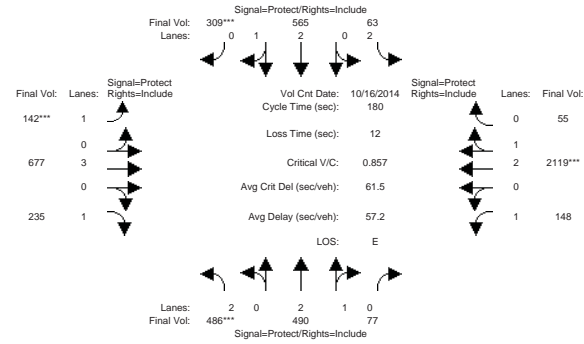 Signal=Protect/Rights=Include
Final Vol: 309*** 565 63
Lanes: 0 1 2 0 2
Signal=Protect
Final Vol: Lanes: Rights=Include
Vol Cnt Date: 10/16/2014
Signal=Protect
Rights=Include Lanes: Final Vol:
Cycle Time (sec): 180
142*** 1
0 55
Loss Time (sec): 12
0
1
677 3
Critical V/C: 0.857
2 2119***
0
Avg Crit Del (sec/veh): 61.5
0
235 1
Avg Delay (sec/veh): 57.2
1 148
LOS: E
Lanes: 2 0 2 1 0
Final Vol: 486*** 490 77
Signal=Protect/Rights=Include